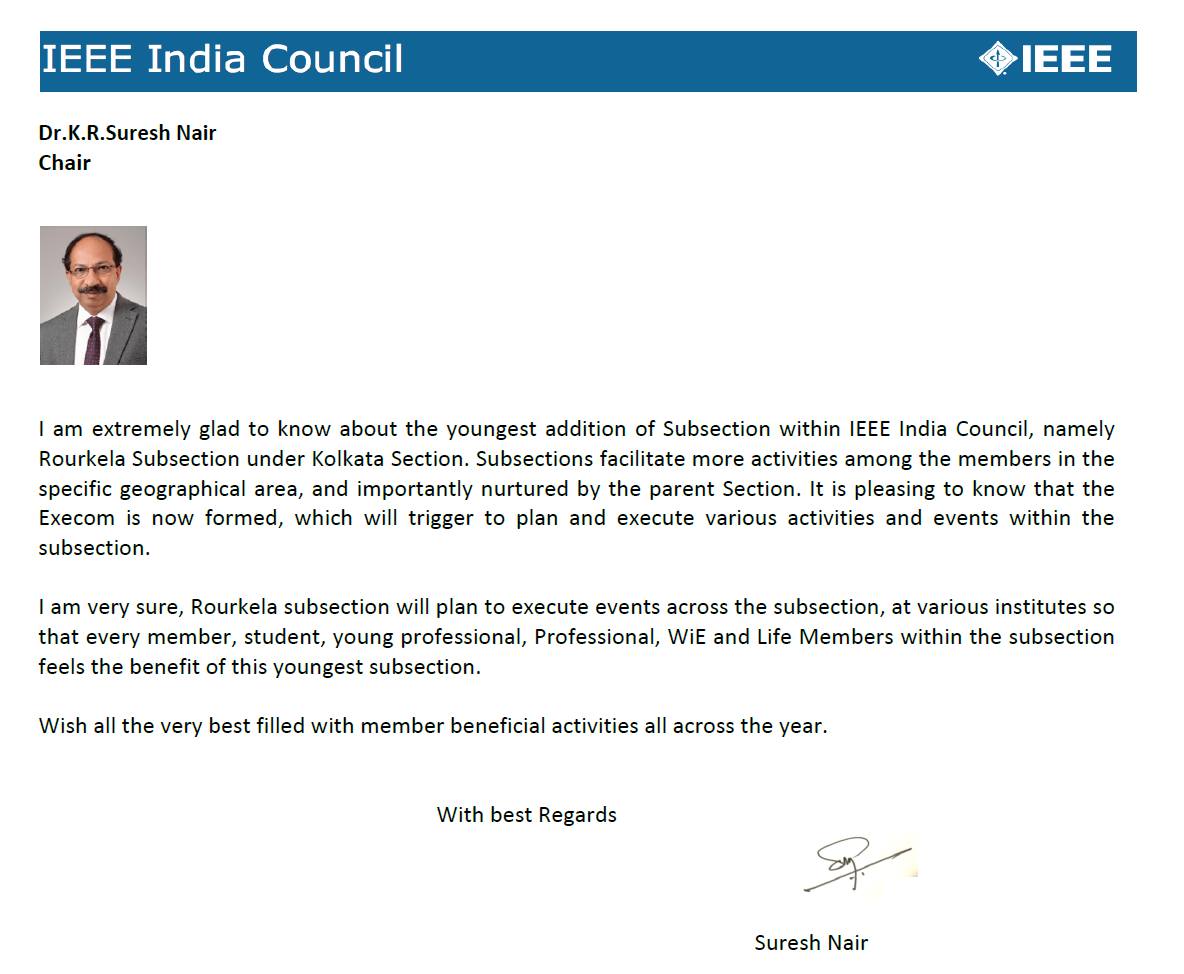 IEEE India Council
IEEE
Dr.K.R.Suresh Nair
Chair
I am extremely glad to know about the youngest addition of Subsection within IEEE India Council, namely
Rourkela Subsection under Kolkata Section. Subsections facilitate more activities among the members in the
specific geographical area, and importantly nurtured by the parent Section. It is pleasing to know that the
Execom is now formed, which will trigger to plan and execute various activities and events within the
subsection.
I am very sure, Rourkela subsection will plan to execute events across the subsection, at various institutes so
that every member, student, young professional, Professional, WiE and Life Members within the subsection
feels the benefit of this youngest subsection.
Wish all the very best filled with member beneficial activities all across the year.
With best Regards
Suresh Nair